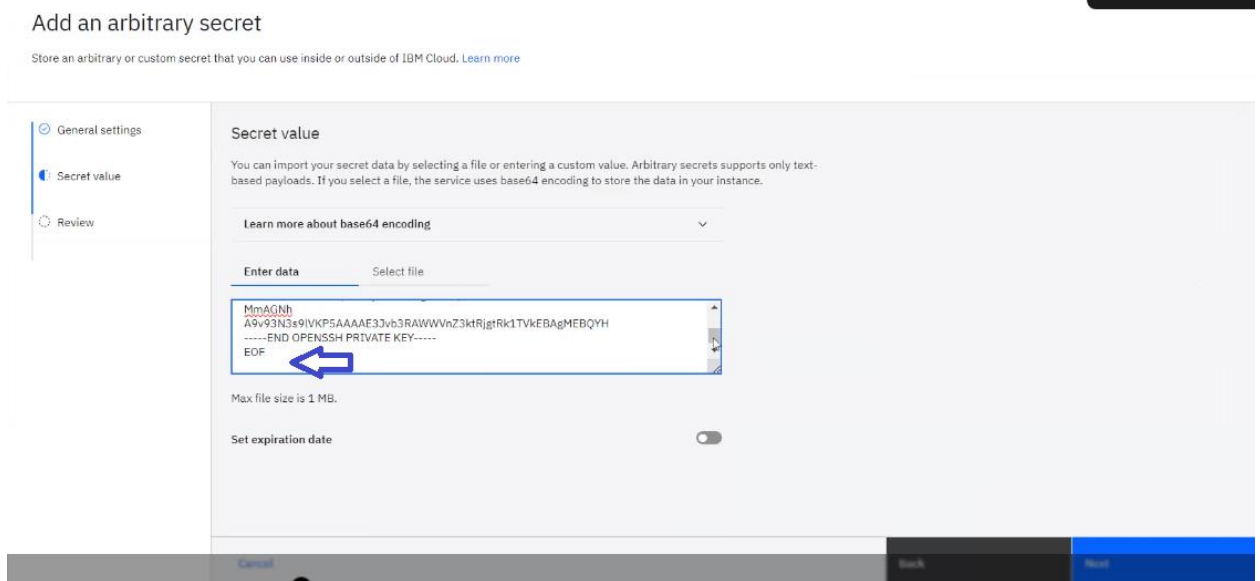 Add an arbitrary secret
Store an arbitrary or custom secret that you can use inside or outside of IBM Cloud. Learn more
General settings
Secret value
Review
Secret value
You can import your secret data by selecting a file or entering a custom value. Arbitrary secrets supports only text-
based payloads. If you select a file, the service uses base64 encoding to store the data in your instance.
Learn more about base64 encoding
Enter data
Select file
MmAGNh
A9v93N3s9lVKP5AAAAE3Jvb3RAWWVnZ3ktRjgtRk1TVkEBAgMEBQYH
-----END OPENSSH PRIVATE KEY-----
EOF
Max file size is 1 MB.
Set expiration date
Cancel
Back
Next